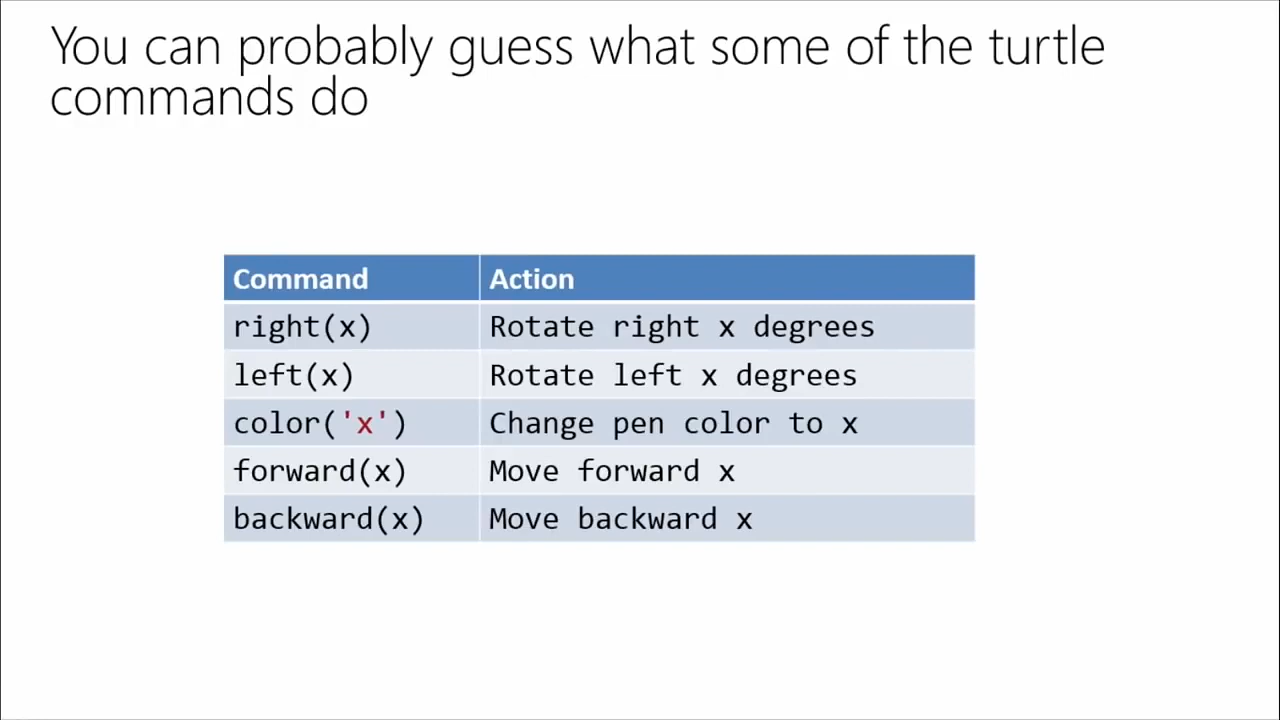 You can probably guess what some of the turtle
commands do
Command Action
right(x) Rotate right x degrees
left(x) Rotate left x degrees
color('x') Change pen color to x
forward(x) Move forward x
backward(x) Move backward x